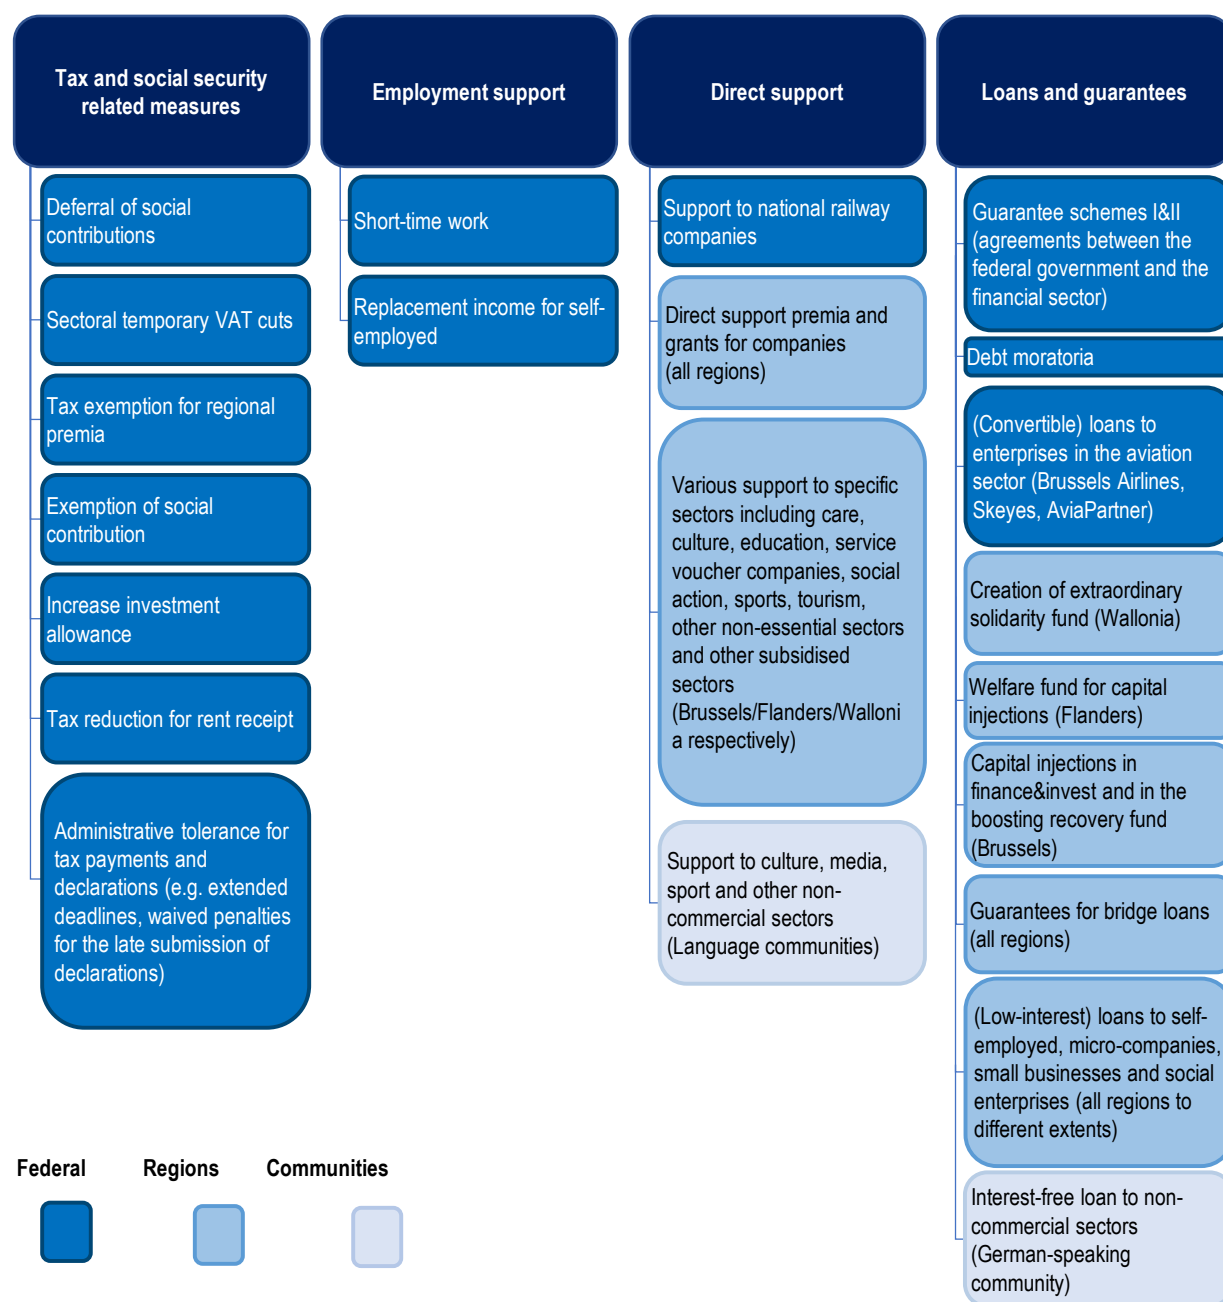 Tax and social security
related measures
Deferral of social
contributions
Sectoral temporary VAT cuts
Tax exemption for regional
premia
Exemption of social
contribution
Increase investment
allowance
Tax reduction for rent receipt
Administrative tolerance for
tax payments and
declarations (e.g. extended
deadlines, waived penalties
for the late submission of
declarations)
Employment support
Short-time work
Replacement income for self-
employed
Direct support
Support to national railway
companies
Direct support premia and
grants for companies
(all regions)
Various support to specific
sectors including care,
culture, education, service
voucher companies, social
action, sports, tourism,
other non-essential sectors
and other subsidised
sectors
(Brussels/Flanders/Walloni
a respectively)
Support to culture, media,
sport and other non-
commercial sectors
(Language communities)
Loans and guarantees
Guarantee schemes I&II
(agreements between the
federal government and the
financial sector)
Debt moratoria
(Convertible) loans to
enterprises in the aviation
sector (Brussels Airlines,
Skeyes, AviaPartner)
Creation of extraordinary
solidarity fund (Wallonia)
Welfare fund for capital
injections (Flanders)
Capital injections in
finance&invest and in the
boosting recovery fund
(Brussels)
Guarantees for bridge loans
(all regions)
(Low-interest) loans to self-
employed, micro-companies,
small businesses and social
enterprises (all regions to
different extents)
Interest-free loan to non-
commercial sectors
(German-speaking
community)
Federal Regions Communities